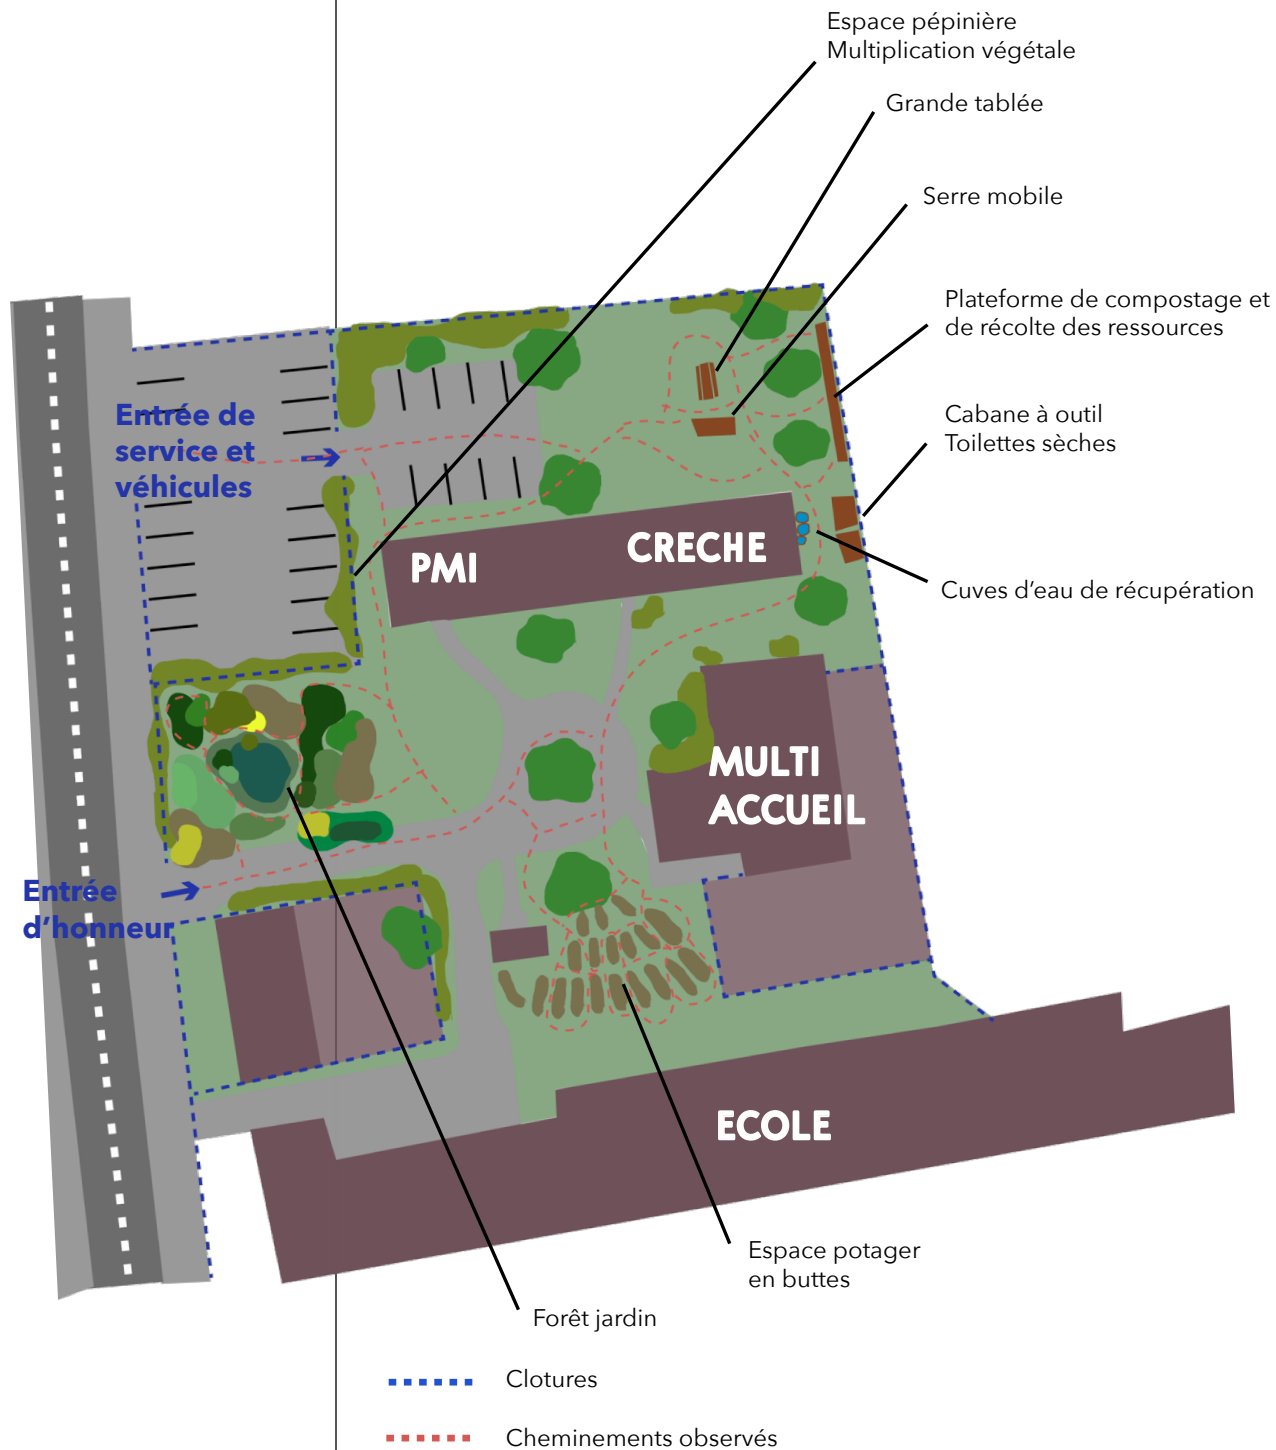 Espace pépinière
Multiplication végétale
Grande tablée
Serre mobile
Plateforme de compostage et
de récolte des ressources
Entrée de
service et
véhicules
Cabane à outil
Toilettes sèches
CRECHE
PMI
Cuves d'eau de récupération
MULTI
ACCUEIL
Entrée
d'honneur
ECOLE
Espace potager
en buttes
Forêt jardin
Clotures
Cheminements observés